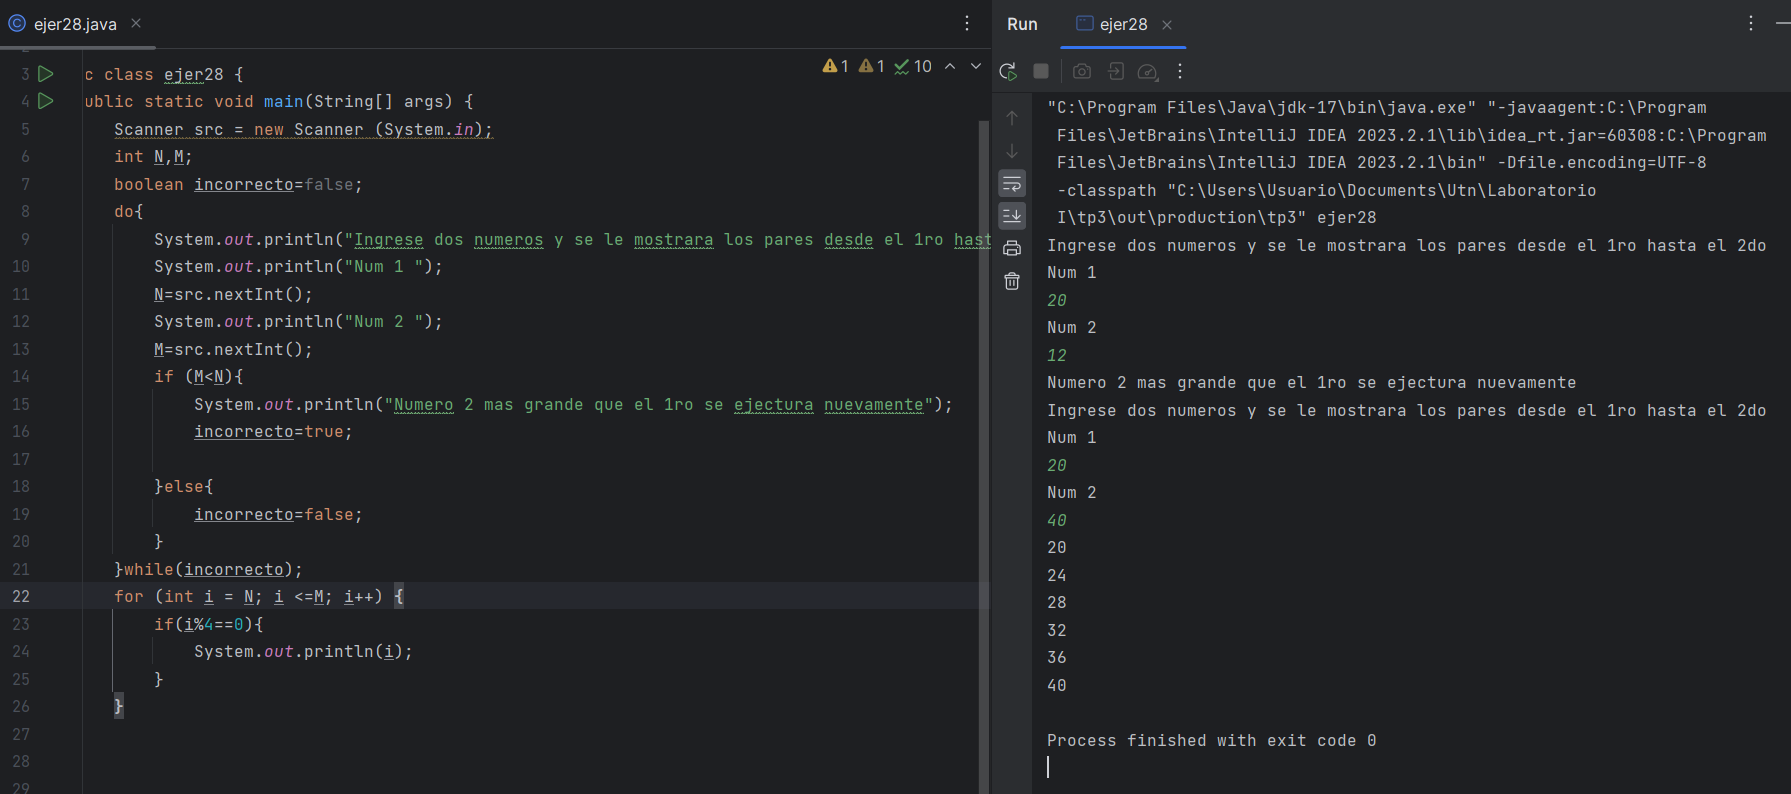 ejer28.java
Run
ejer28
1 1 10
3 c class ejer28 {
4 ublic static void main(String[] args) {
5 Scanner src = new Scanner (System.in);
6 int N,M;
7 boolean incorrecto=false;
8 do{
9 System.out.println("Ingrese dos numeros y se le mostrara los pares desde el 1ro hast
10 System.out.println("Num 1 ");
11 N=src.nextInt();
12 System.out.println("Num 2 ");
13 M=src.nextInt();
14 if (M<N){
15 System.out.println("Numero 2 mas grande que el 1ro se ejectura nuevamente");
16 incorrecto=true;
17
18 }else{
19 incorrecto=false;
20 }
21 }while(incorrecto);
22 for (int i = N; i <=M; i++) {
23 if(i%4==0){
24 System.out.println(i);
25 }
26 }
27
28
29
"C:\Program Files\Java\jdk-17\bin\java.exe" "-javaagent:C:\Program
Files\JetBrains\IntelliJ IDEA 2023.2.1\lib\idea_rt.jar=60308:C:\Program
Files\JetBrains\IntelliJ IDEA 2023.2.1\bin" -Dfile.encoding=UTF-8
-classpath "C:\Users\Usuario\Documents\Utn\Laboratorio
I\tp3\out\production\tp3" ejer28
Ingrese dos numeros y se le mostrara los pares desde el 1ro hasta el 2do
Num 1
20
Num 2
12
Numero 2 mas grande que el 1ro se ejectura nuevamente
Ingrese dos numeros y se le mostrara los pares desde el 1ro hasta el 2do
Num 1
20
Num 2
40
20
24
28
32
36
40
Process finished with exit code 0